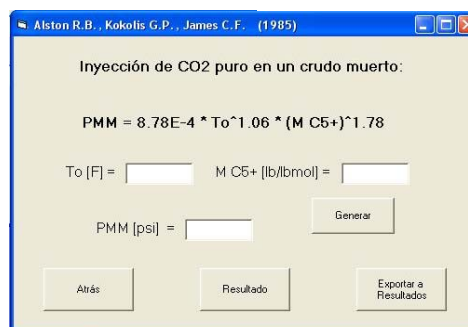 Alston R.B., Kokolis G.P., James C.F. (1985)
Inyección de CO2 puro en un crudo muerto:
PMM = 8.78E-4 * To^1.06 * (M C5+)^1.78
To [F] = M C5+ [lb/lbmol] =
PMM [psi] =
Generar
Atrás
Resultado
Exportar a
Resultados